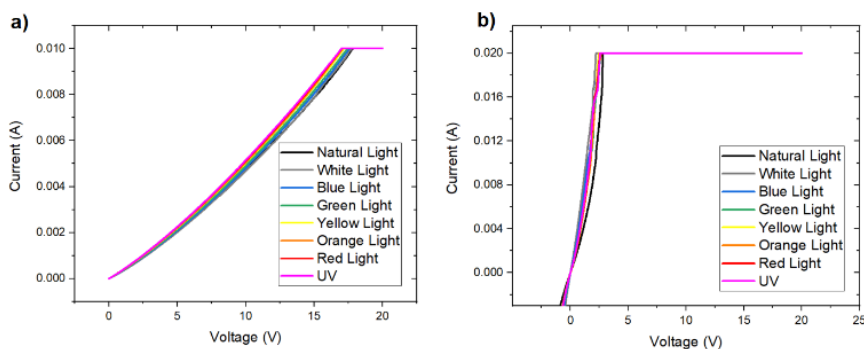 a)
0.010
0.008
0.006
0.004
0.002
0.000
Current (A)
0
5
10
15
20
Voltage (V)
Natural Light
White Light
Blue Light
Green Light
Yellow Light
Orange Light
Red Light
UV
b)
0.020
0.016
0.012
0.008
0.004
0.000
Current (A)
0
5
10
15
20
25
Voltage (V)
Natural Light
White Light
Blue Light
Green Light
Yellow Light
Orange Light
Red Light
UV